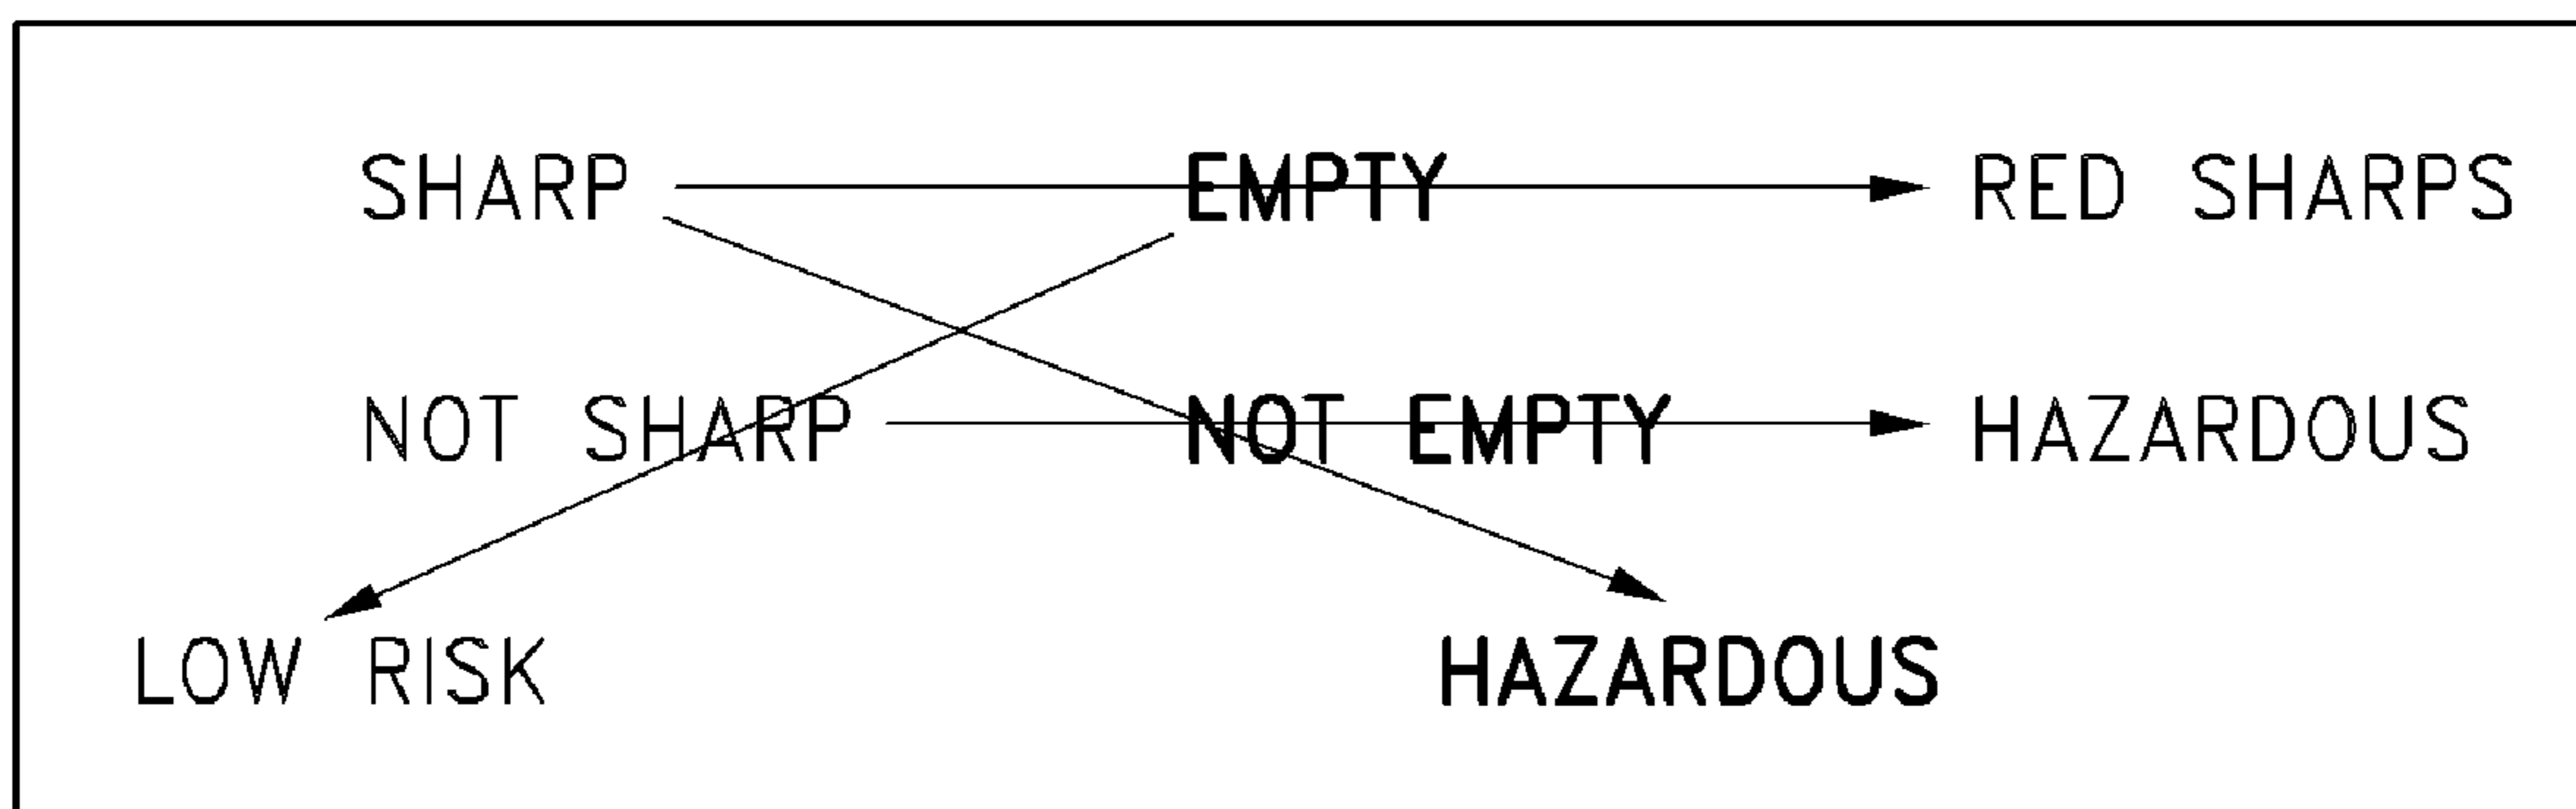 SHARP EMPTY RED SHARPS
NOT SHARP NOT EMPTY HAZARDOUS
LOW RISK HAZARDOUS